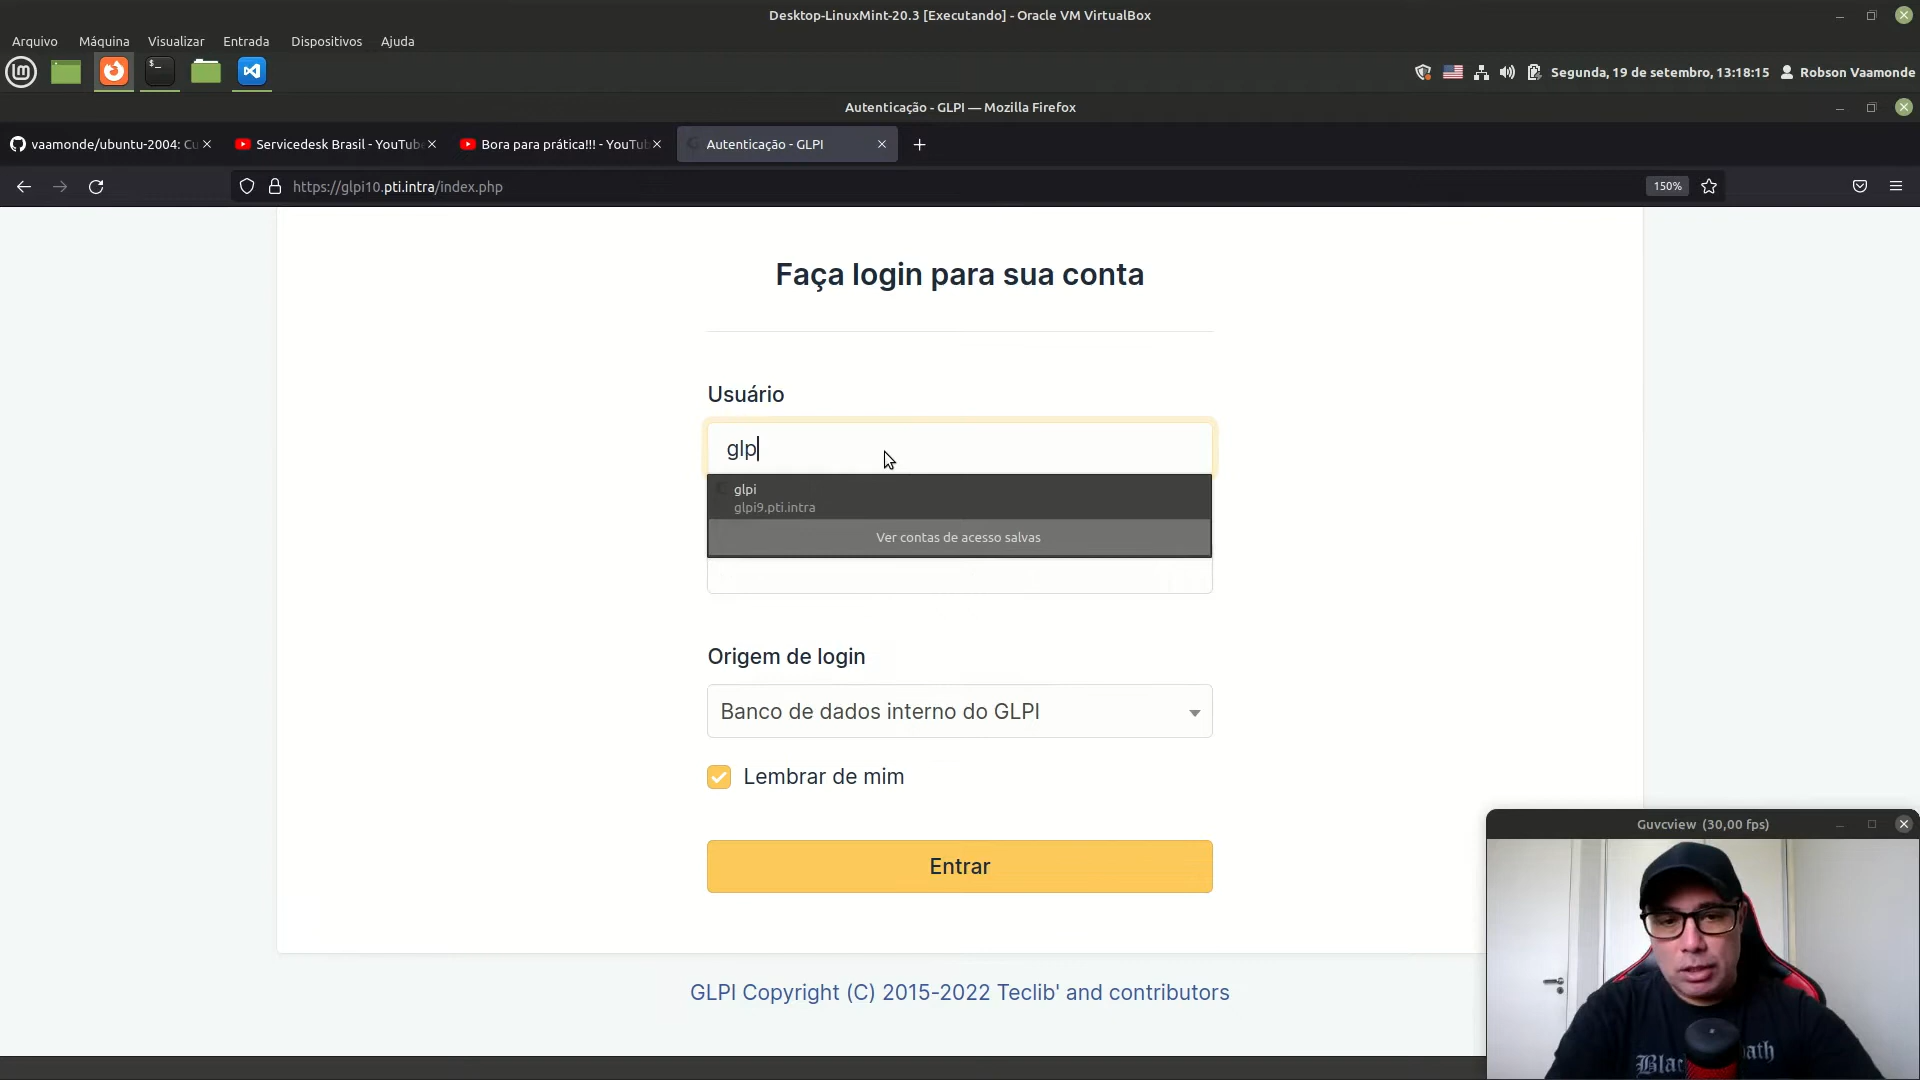 Desktop-LinuxMint-20.3 [Executando] - Oracle VM VirtualBox
Arquivo Máquina Visualizar Entrada Dispositivos Ajuda
Segunda, 19 de setembro, 13:18:15 Robson Vaamonde
Autenticação - GLPI — Mozilla Firefox
vaamonde/ubuntu-2004: Cu
Servicedesk Brasil - YouTube
Bora para prática!!! - YouTu
Autenticação - GLPI
https://glpi10.pti.intra/index.php
150%
Faça login para sua conta
Usuário
glp
glpi
glpi9.pti.intra
Ver contas de acesso salvas
Origem de login
Banco de dados interno do GLPI
Lembrar de mim
Entrar
GLPI Copyright (C) 2015-2022 Teclib' and contributors
Guvcview (30,00 fps)